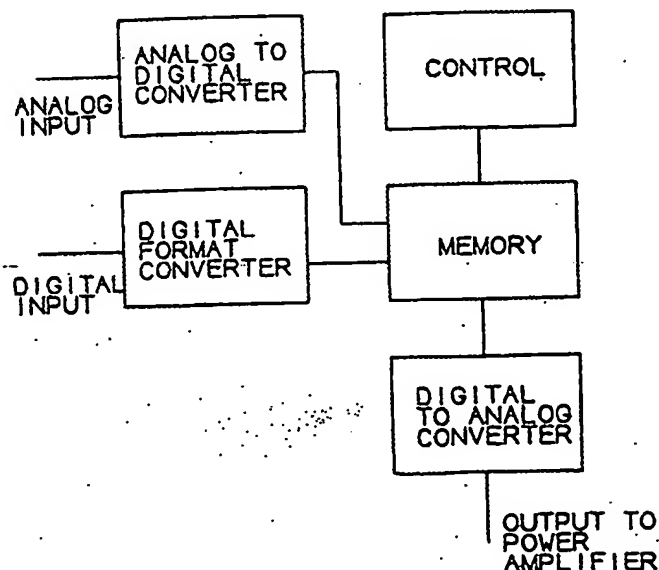 ANALOG TO
DIGITAL
CONVERTER
CONTROL
ANALOG
INPUT
DIGITAL
FORMAT
CONVERTER
MEMORY
DIGITAL
INPUT
DIGITAL
TO ANALOG
CONVERTER
OUTPUT TO
POWER
AMPLIFIER